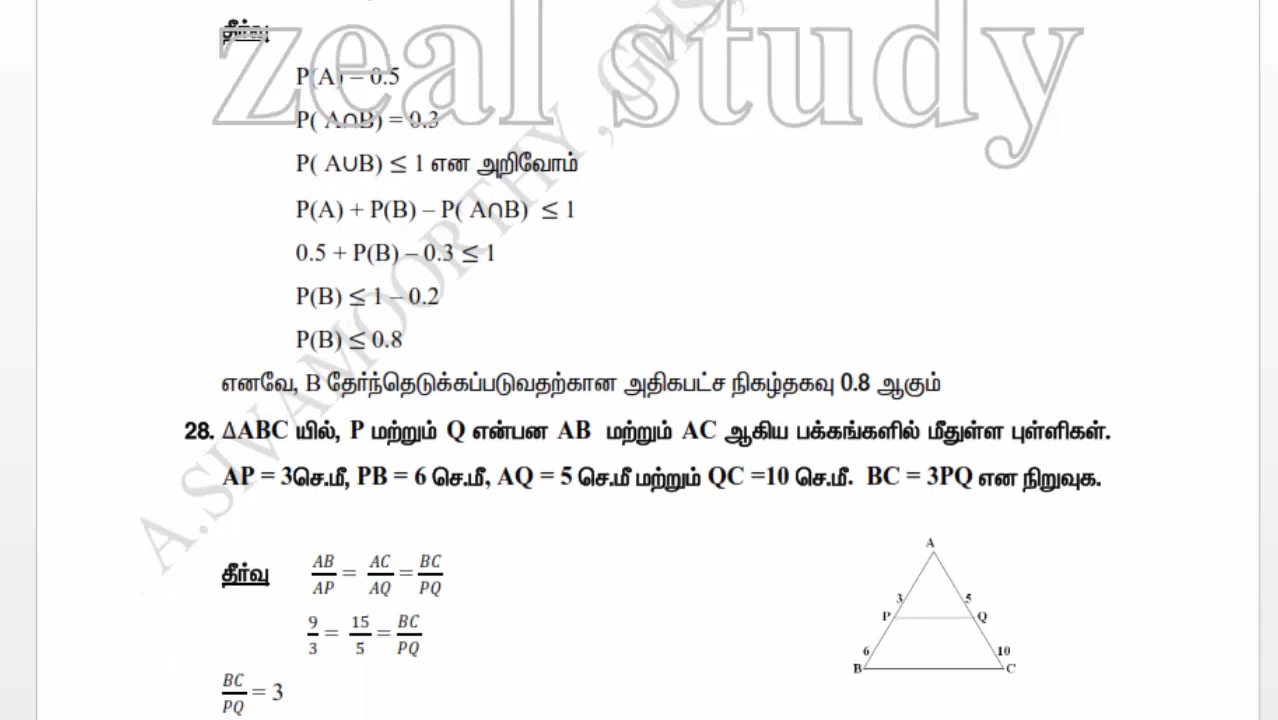 zeal study
தீர்வு
P(A) = 0.5
P( A∩B) = 0.3
P( A∪B) ≤ 1 என அறிவோம்
P(A) + P(B) – P( A∩B) ≤ 1
0.5 + P(B) – 0.3 ≤ 1
P(B) ≤ 1 – 0.2
P(B) ≤ 0.8
எனவே, B தேர்ந்தெடுக்கப்படுவதற்கான அதிகபட்ச நிகழ்தகவு 0.8 ஆகும்
28. ΔABC யில், P மற்றும் Q என்பன AB மற்றும் AC ஆகிய பக்கங்களில் மீதுள்ள புள்ளிகள்.
AP = 3செ.மீ, PB = 6 செ.மீ, AQ = 5 செ.மீ மற்றும் QC =10 செ.மீ. BC = 3PQ என நிறுவுக.
தீர்வு AB/AP = AC/AQ = BC/PQ
9/3 = 15/5 = BC/PQ
BC/PQ = 3
A
3 5
P Q
6 10
B C
A.SIVAMOORTHY ,GHS,